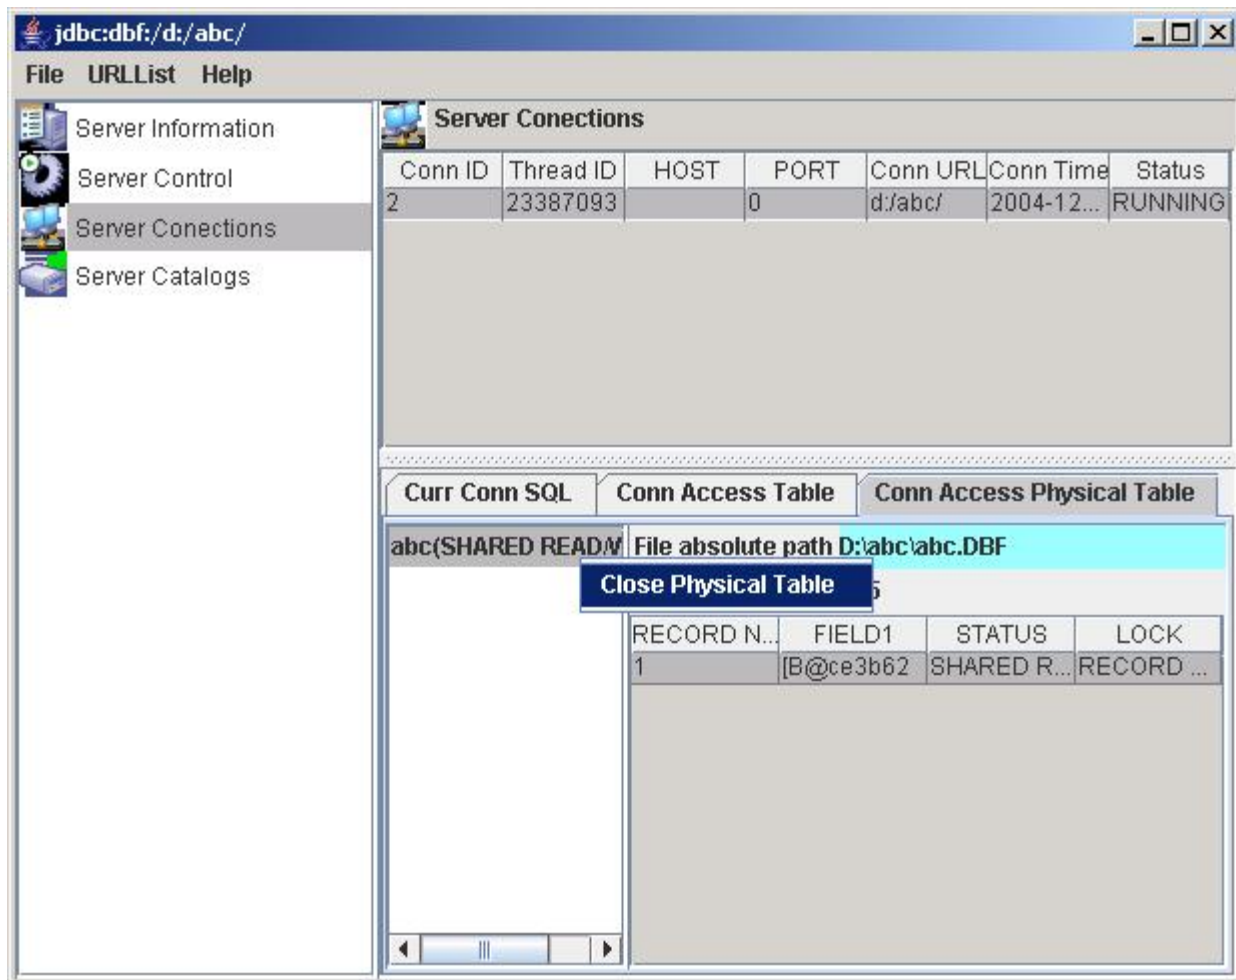 jdbc:dbf:/d:/abc/
File URLList Help
Server Information
Server Control
Server Conections
Server Catalogs
Server Conections
Conn ID Thread ID HOST PORT Conn URL Conn Time Status
2 23387093 0 d:/abc/ 2004-12... RUNNING
Curr Conn SQL Conn Access Table Conn Access Physical Table
abc(SHARED READ/ File absolute path D:\abc\abc.DBF
Close Physical Table
RECORD N... FIELD1 STATUS LOCK
1 [B@ce3b62 SHARED R... RECORD ...